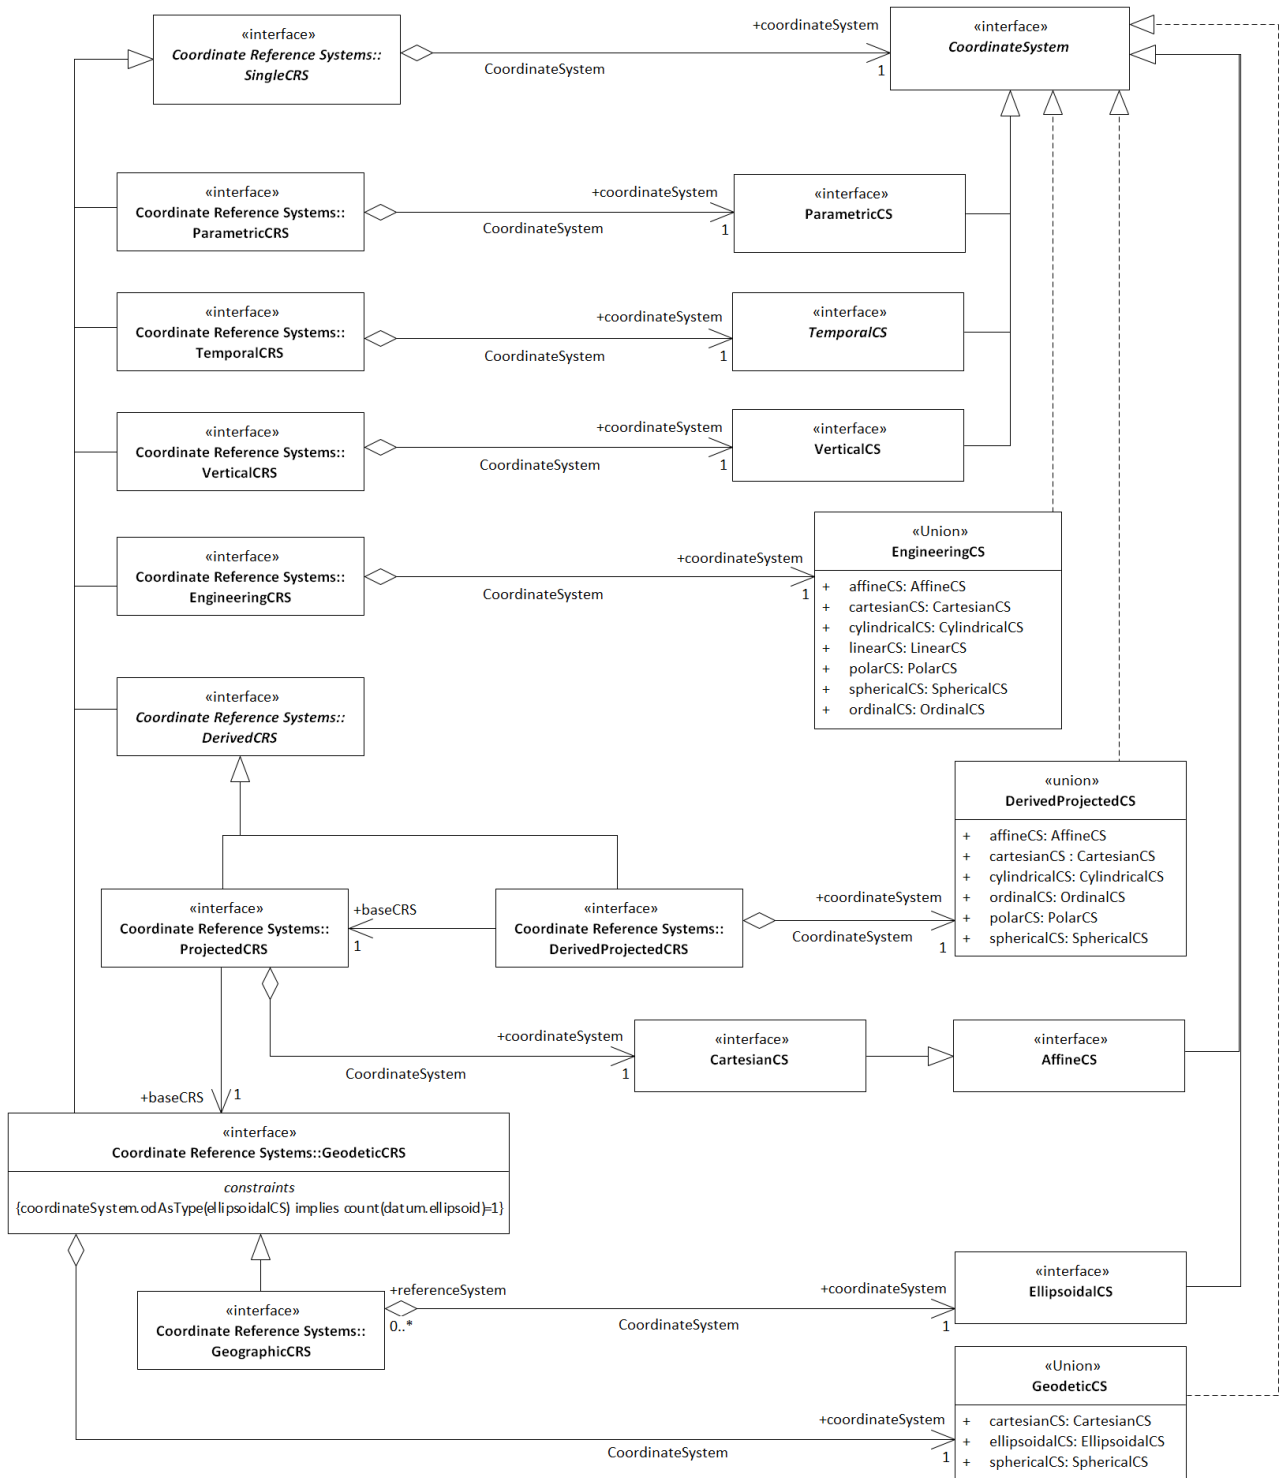 «interface»
Coordinate Reference Systems::
SingleCRS
+coordinateSystem
CoordinateSystem
1
«interface»
CoordinateSystem
«interface»
Coordinate Reference Systems::
ParametricCRS
+coordinateSystem
CoordinateSystem
1
«interface»
ParametricCS
«interface»
Coordinate Reference Systems::
TemporalCRS
+coordinateSystem
CoordinateSystem
1
«interface»
TemporalCS
«interface»
Coordinate Reference Systems::
VerticalCRS
+coordinateSystem
CoordinateSystem
1
«interface»
VerticalCS
«interface»
Coordinate Reference Systems::
EngineeringCRS
+coordinateSystem
CoordinateSystem
1
«Union»
EngineeringCS
+ affineCS: AffineCS
+ cartesianCS: CartesianCS
+ cylindricalCS: CylindricalCS
+ linearCS: LinearCS
+ polarCS: PolarCS
+ sphericalCS: SphericalCS
+ ordinalCS: OrdinalCS
«interface»
Coordinate Reference Systems::
DerivedCRS
«union»
DerivedProjectedCS
+ affineCS: AffineCS
+ cartesianCS : CartesianCS
+ cylindricalCS: CylindricalCS
+ ordinalCS: OrdinalCS
+ polarCS: PolarCS
+ sphericalCS: SphericalCS
«interface»
Coordinate Reference Systems::
ProjectedCRS
+baseCRS
1
«interface»
Coordinate Reference Systems::
DerivedProjectedCRS
+coordinateSystem
CoordinateSystem
1
+coordinateSystem
CoordinateSystem
1
«interface»
CartesianCS
«interface»
AffineCS
+baseCRS
1
«interface»
Coordinate Reference Systems::GeodeticCRS
constraints
{coordinateSystem.odAsType(ellipsoidalCS) implies count(datum.ellipsoid)=1}
«interface»
Coordinate Reference Systems::
GeographicCRS
+referenceSystem
0..*
+coordinateSystem
CoordinateSystem
1
«interface»
EllipsoidalCS
+coordinateSystem
CoordinateSystem
1
«Union»
GeodeticCS
+ cartesianCS: CartesianCS
+ ellipsoidalCS: EllipsoidalCS
+ sphericalCS: SphericalCS